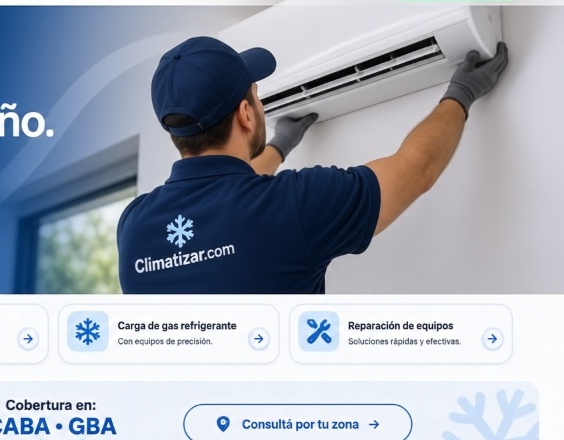 ño.
Climatizar.com
Carga de gas refrigerante
Con equipos de precisión.
Reparación de equipos
Soluciones rápidas y efectivas.
Cobertura en:
CABA • GBA
Consultá por tu zona